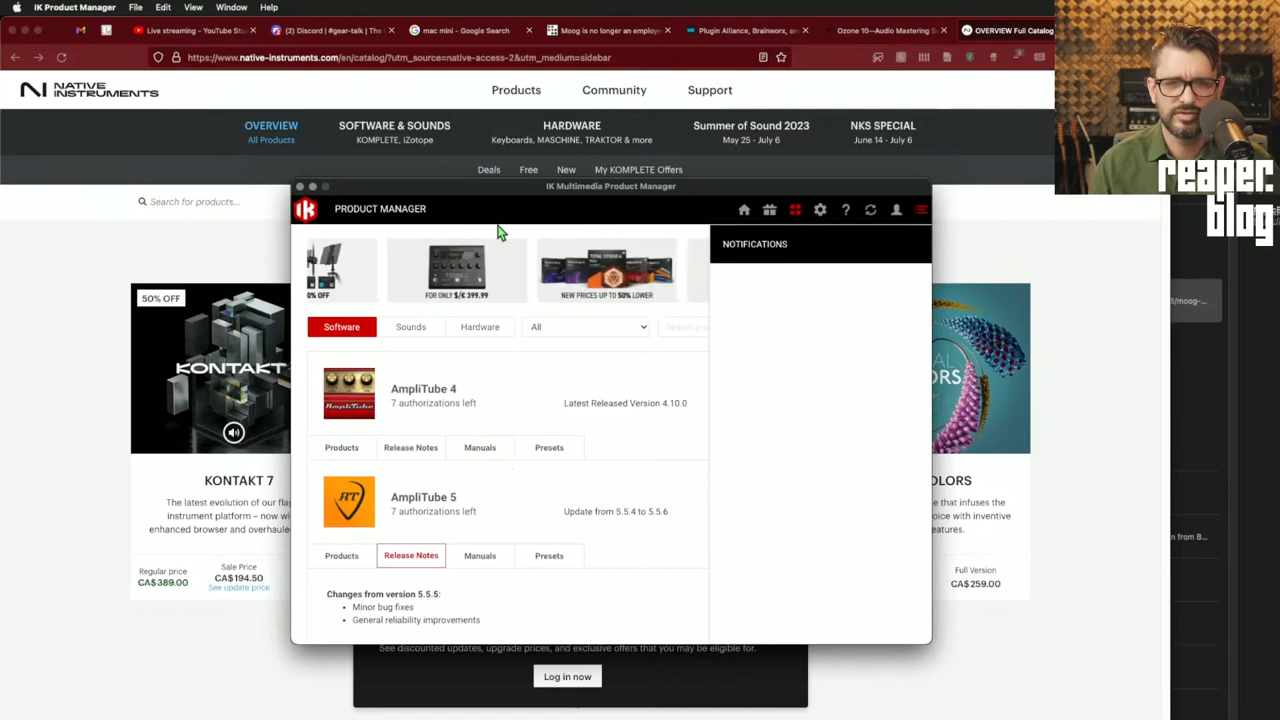 IK Product Manager File Edit View Window Help
Live streaming - YouTube Stu
(2) Discord | #gear-talk | The
mac mini - Google Search
Moog is no longer an employe
Plugin Alliance, Brainworx, an
Ozone 10—Audio Mastering S
OVERVIEW Full Catalog
https://www.native-instruments.com/en/catalog/?utm_source=native-access-2&utm_medium=sidebar
NATIVE INSTRUMENTS
Products Community Support
OVERVIEW SOFTWARE & SOUNDS HARDWARE Summer of Sound 2023 NKS SPECIAL
All Products KOMPLETE, iZotope Keyboards, MASCHINE, TRAKTOR & more May 25 - July 6 June 14 - July 6
Deals Free New My KOMPLETE Offers
reaper.
blog
Search for products...
IK Multimedia Product Manager
IK PRODUCT MANAGER
NOTIFICATIONS
0% OFF FOR ONLY $/€ 399.99 NEW PRICES UP TO 50% LOWER
Software Sounds Hardware All
AmpliTube 4
7 authorizations left Latest Released Version 4.10.0
AmpliTube
Products Release Notes Manuals Presets
AmpliTube 5
7 authorizations left Update from 5.5.4 to 5.5.6
AT
Products Release Notes Manuals Presets
Changes from version 5.5.5:
Minor bug fixes
General reliability improvements
50% OFF
KONTAKT
KONTAKT 7
The latest evolution of our
instrument platform – now wi
enhanced browser and overhaule
Regular price Sale Price
CA$389.00 CA$194.50
See update price
ORS
OLORS
e that infuses the
oice with inventive
eatures.
Full Version
CA$259.00
5/moog-...
n from B...
See discounted updates, upgrade prices, and exclusive offers that you may be eligible for.
Log in now